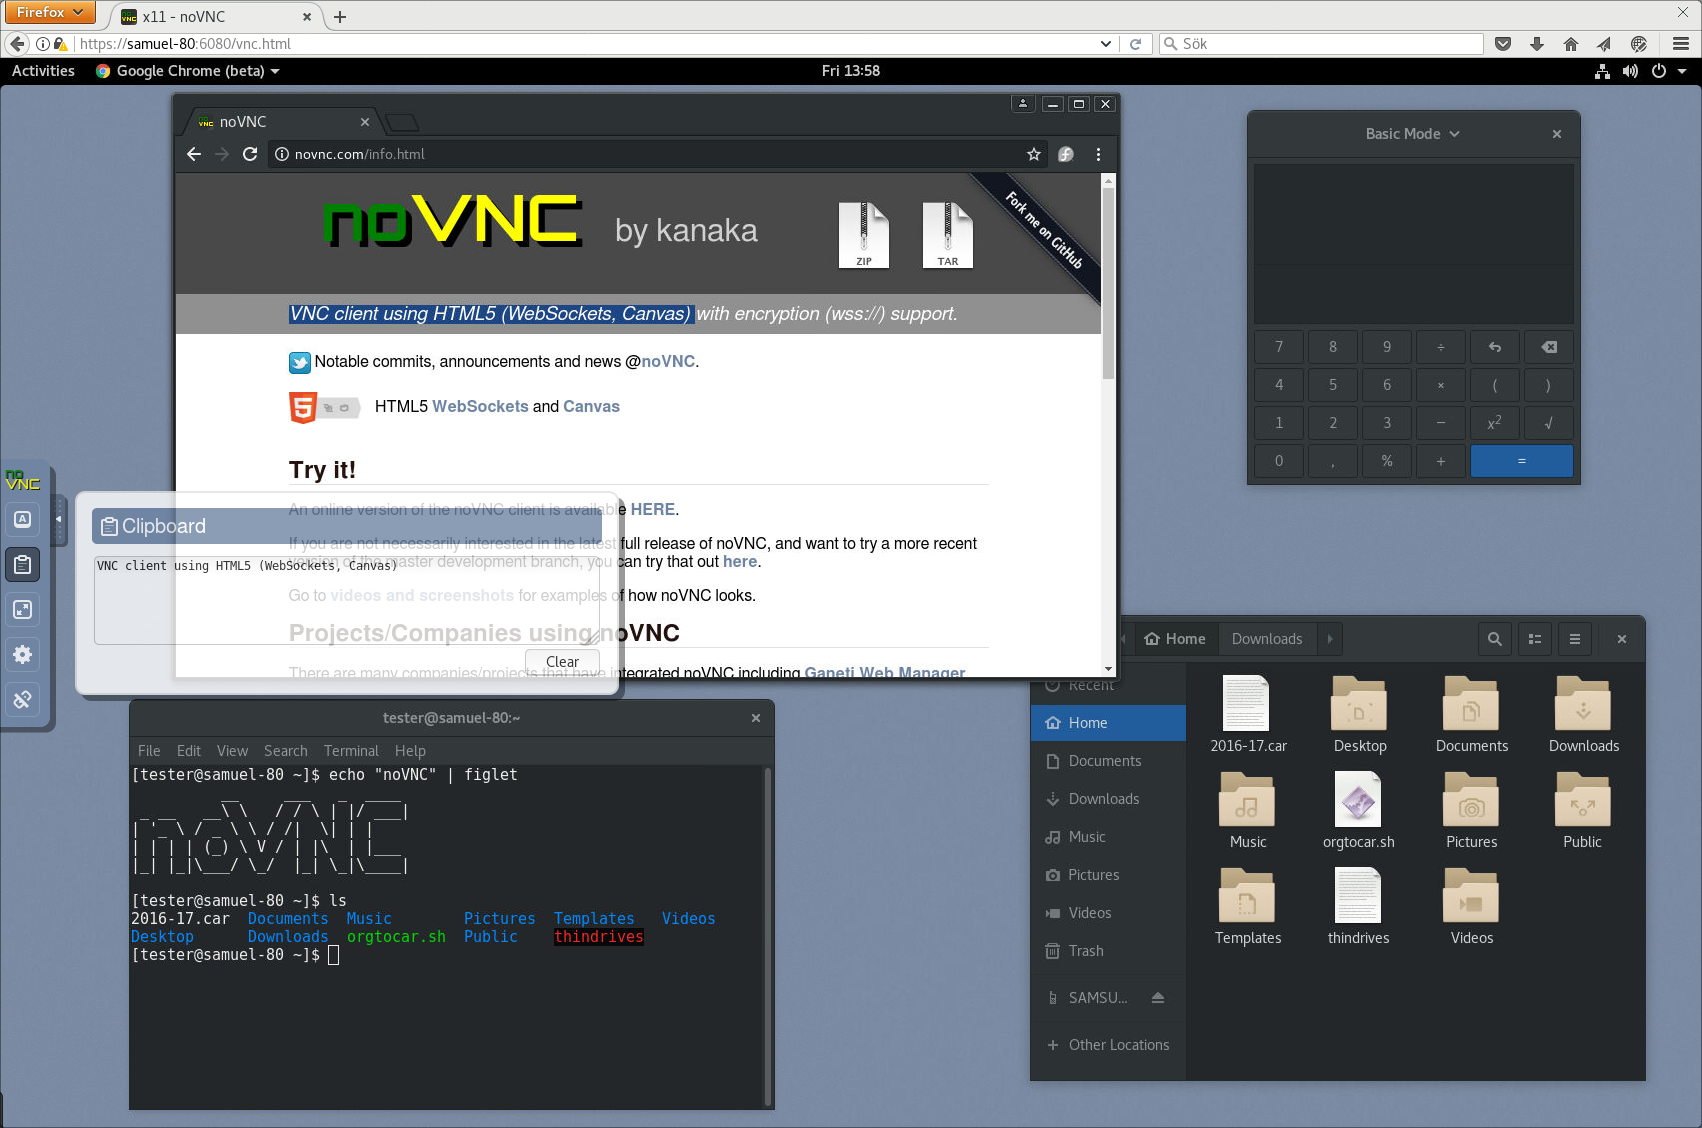 Firefox
x11 - noVNC
https://samuel-80:6080/vnc.html
Sök
Activities
Google Chrome (beta)
Fri 13:58
noVNC
novnc.com/info.html
noVNC
by kanaka
ZIP
TAR
Fork me on GitHub
VNC client using HTML5 (WebSockets, Canvas) with encryption (wss://) support.
Notable commits, announcements and news @noVNC.
HTML5 WebSockets and Canvas
Try it!
An online version of the noVNC client is available HERE.
If you are not necessarily interested in the latest full release of noVNC, and want to try a more recent
version of the master development branch, you can try that out here.
Go to videos and screenshots for examples of how noVNC looks.
Projects/Companies using noVNC
There are many companies/projects that have integrated noVNC including Ganeti Web Manager
noVNC
Clipboard
VNC client using HTML5 (WebSockets, Canvas)
Clear
Basic Mode
7 8 9 ÷
4 5 6 × ( )
1 2 3 − x² √
0 , % + =
tester@samuel-80:~
File Edit View Search Terminal Help
[tester@samuel-80 ~]$ echo "noVNC" | figlet
noVNC
[tester@samuel-80 ~]$ ls
2016-17.car Documents Music Pictures Templates Videos
Desktop Downloads orgtocar.sh Public thindrives
[tester@samuel-80 ~]$
Home
Downloads
Recent
Home
Documents
Downloads
Music
Pictures
Videos
Trash
SAMSU...
Other Locations
2016-17.car
Desktop
Documents
Downloads
Music
orgtocar.sh
Pictures
Public
Templates
thindrives
Videos